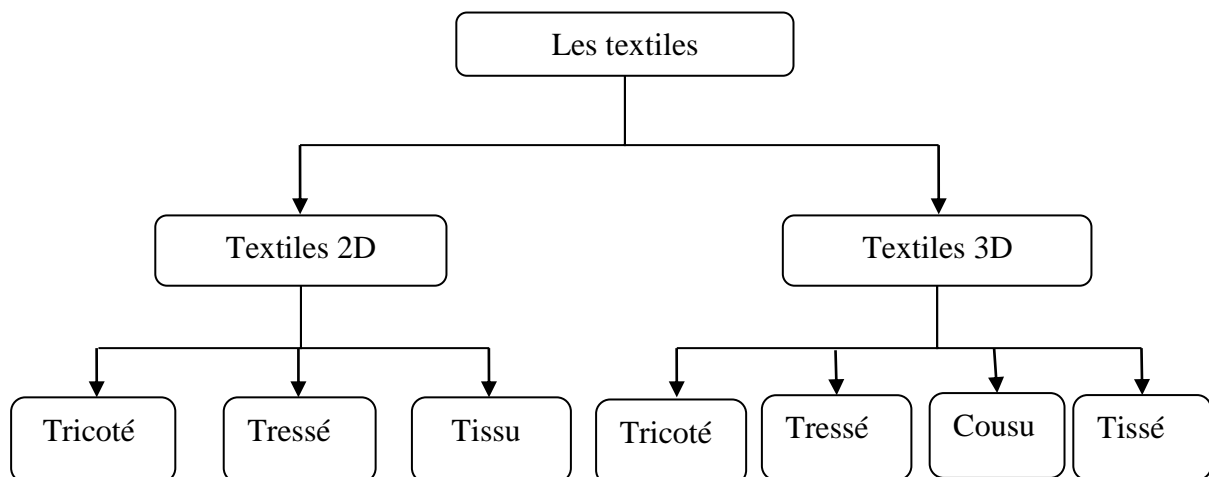 Les textiles
Textiles 2D
Textiles 3D
Tricoté
Tressé
Tissu
Tricoté
Tressé
Cousu
Tissé